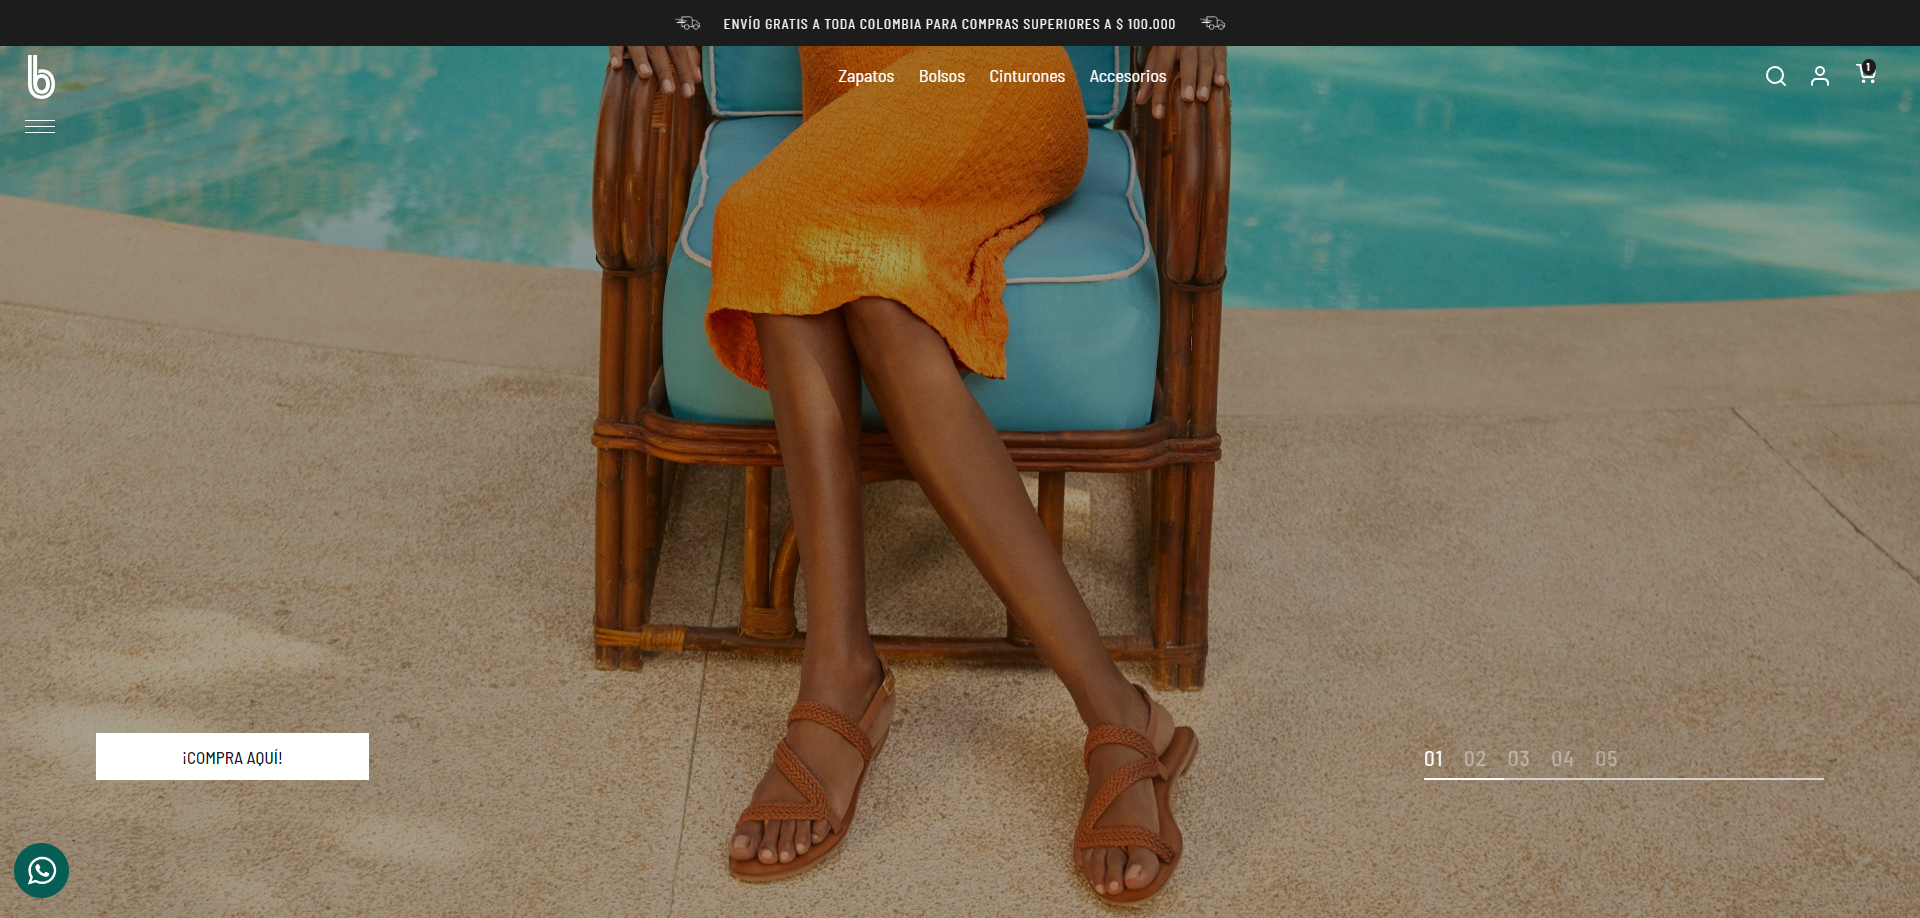 ENVÍO GRATIS A TODA COLOMBIA PARA COMPRAS SUPERIORES A $ 100.000
b
Zapatos Bolsos Cinturones Accesorios
1
¡COMPRA AQUÍ!
01 02 03 04 05